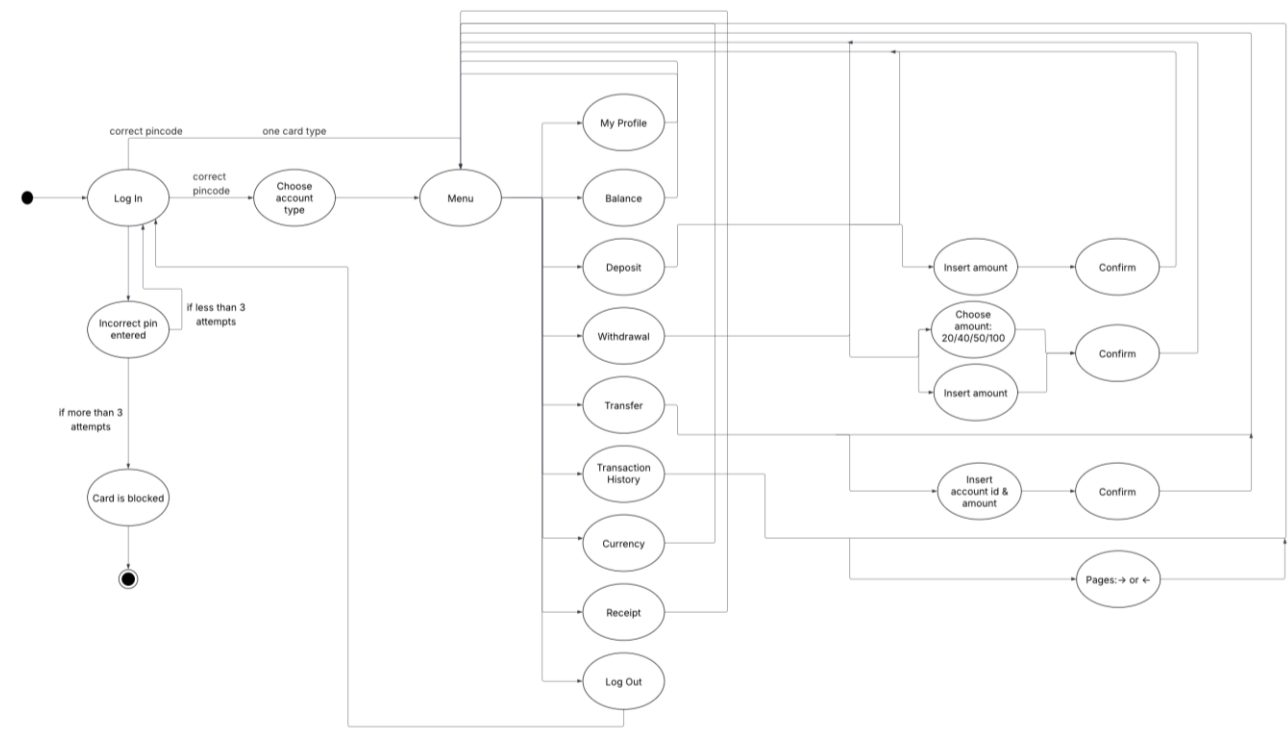 My Profile
correct pincode
one card type
correct
pincode
Log In
Choose
account
type
Menu
Balance
Deposit
Insert amount
Confirm
if less than 3
attempts
Incorrect pin
entered
Withdrawal
Choose
amount:
20/40/50/100
Confirm
Insert amount
if more than 3
attempts
Transfer
Transaction
History
Insert
account id &
amount
Confirm
Card is blocked
Currency
Pages:→ or ←
Receipt
Log Out